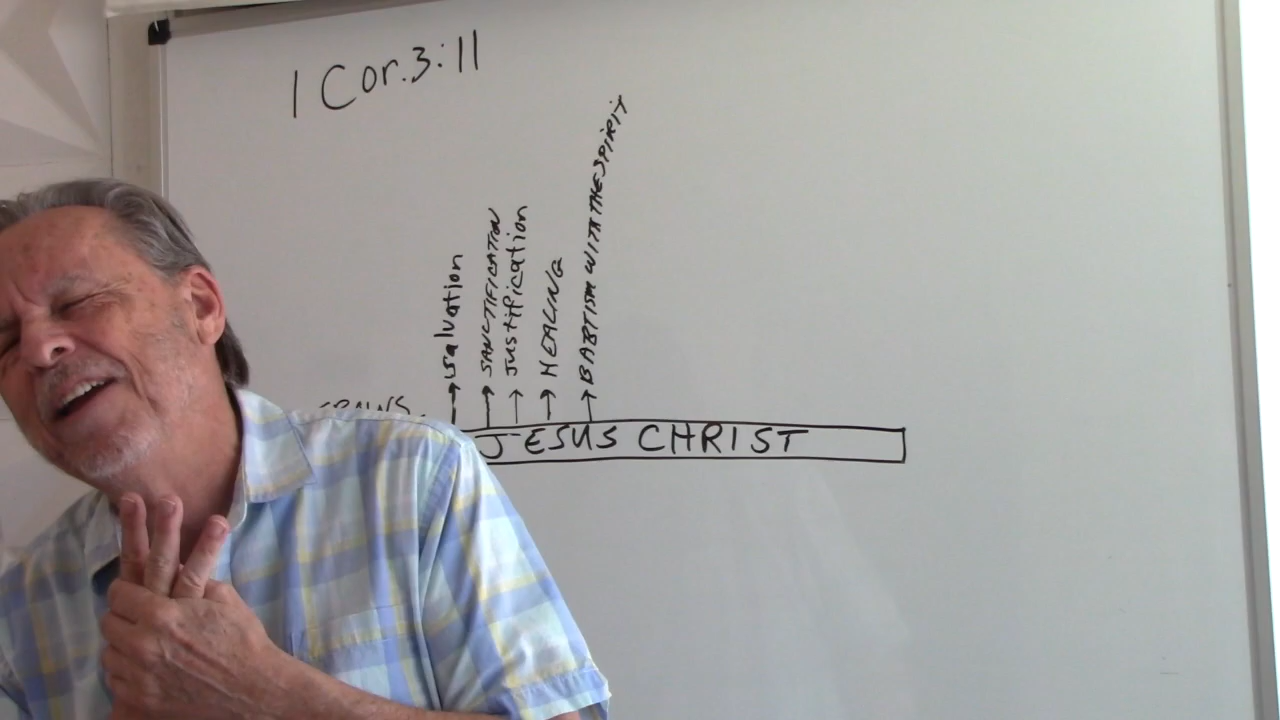 1 Cor. 3:11
salvation
SANCTIFICATION
justification
HEALING
BAPTISM WITH THE SPIRIT
JESUS CHRIST